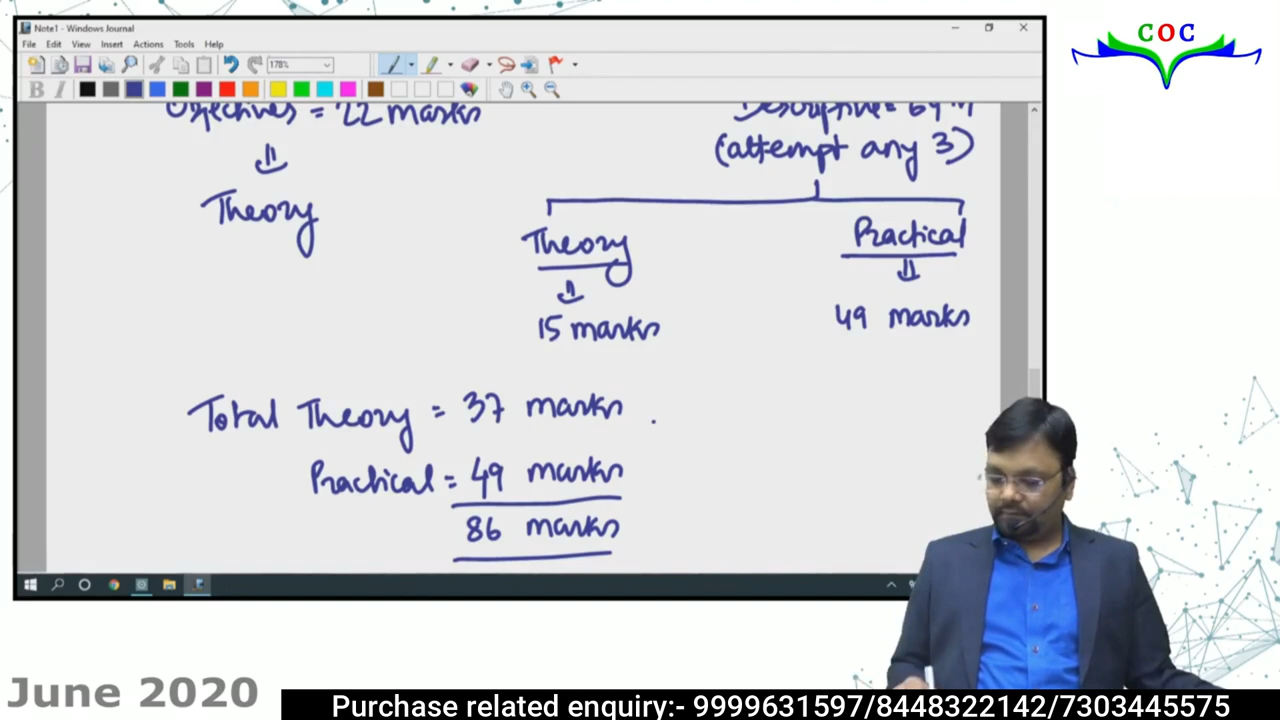 Note1 - Windows Journal
File Edit View Insert Actions Tools Help
178%
B I
COC
Objectives = 22 marks
Descriptive = 64 M
(attempt any 3)
Theory
Theory
Practical
15 marks
49 marks
Total Theory = 37 marks .
Practical = 49 marks
86 marks
June 2020
Purchase related enquiry:- 9999631597/8448322142/7303445575